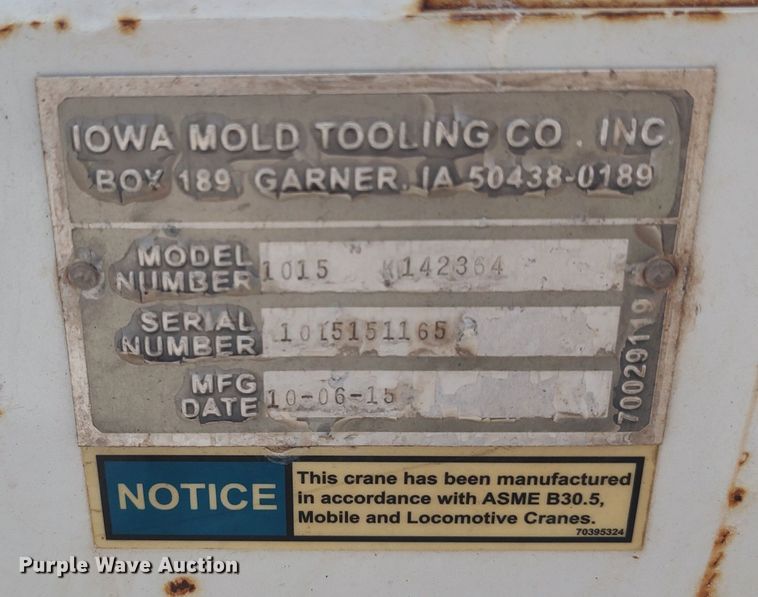 IOWA MOLD TOOLING CO. INC.
BOX 189, GARNER, IA 50438-0189
MODEL NUMBER 1015 K142364
SERIAL NUMBER 1015151165
MFG DATE 10-06-15
70029119
NOTICE
This crane has been manufactured
in accordance with ASME B30.5,
Mobile and Locomotive Cranes.
70395324
Purple Wave Auction